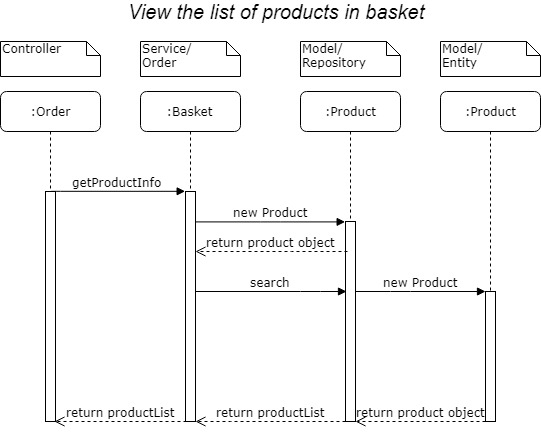 View the list of products in basket
Controller
Service/
Order
Model/
Repository
Model/
Entity
:Order
:Basket
:Product
:Product
getProductInfo
new Product
return product object
search
new Product
return productList
return productList
return product object